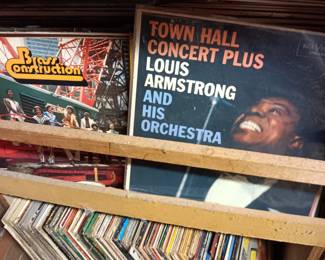 Brass
Construction
TOWN HALL
CONCERT PLUS
LOUIS
ARMSTRONG
AND
HIS
ORCHESTRA